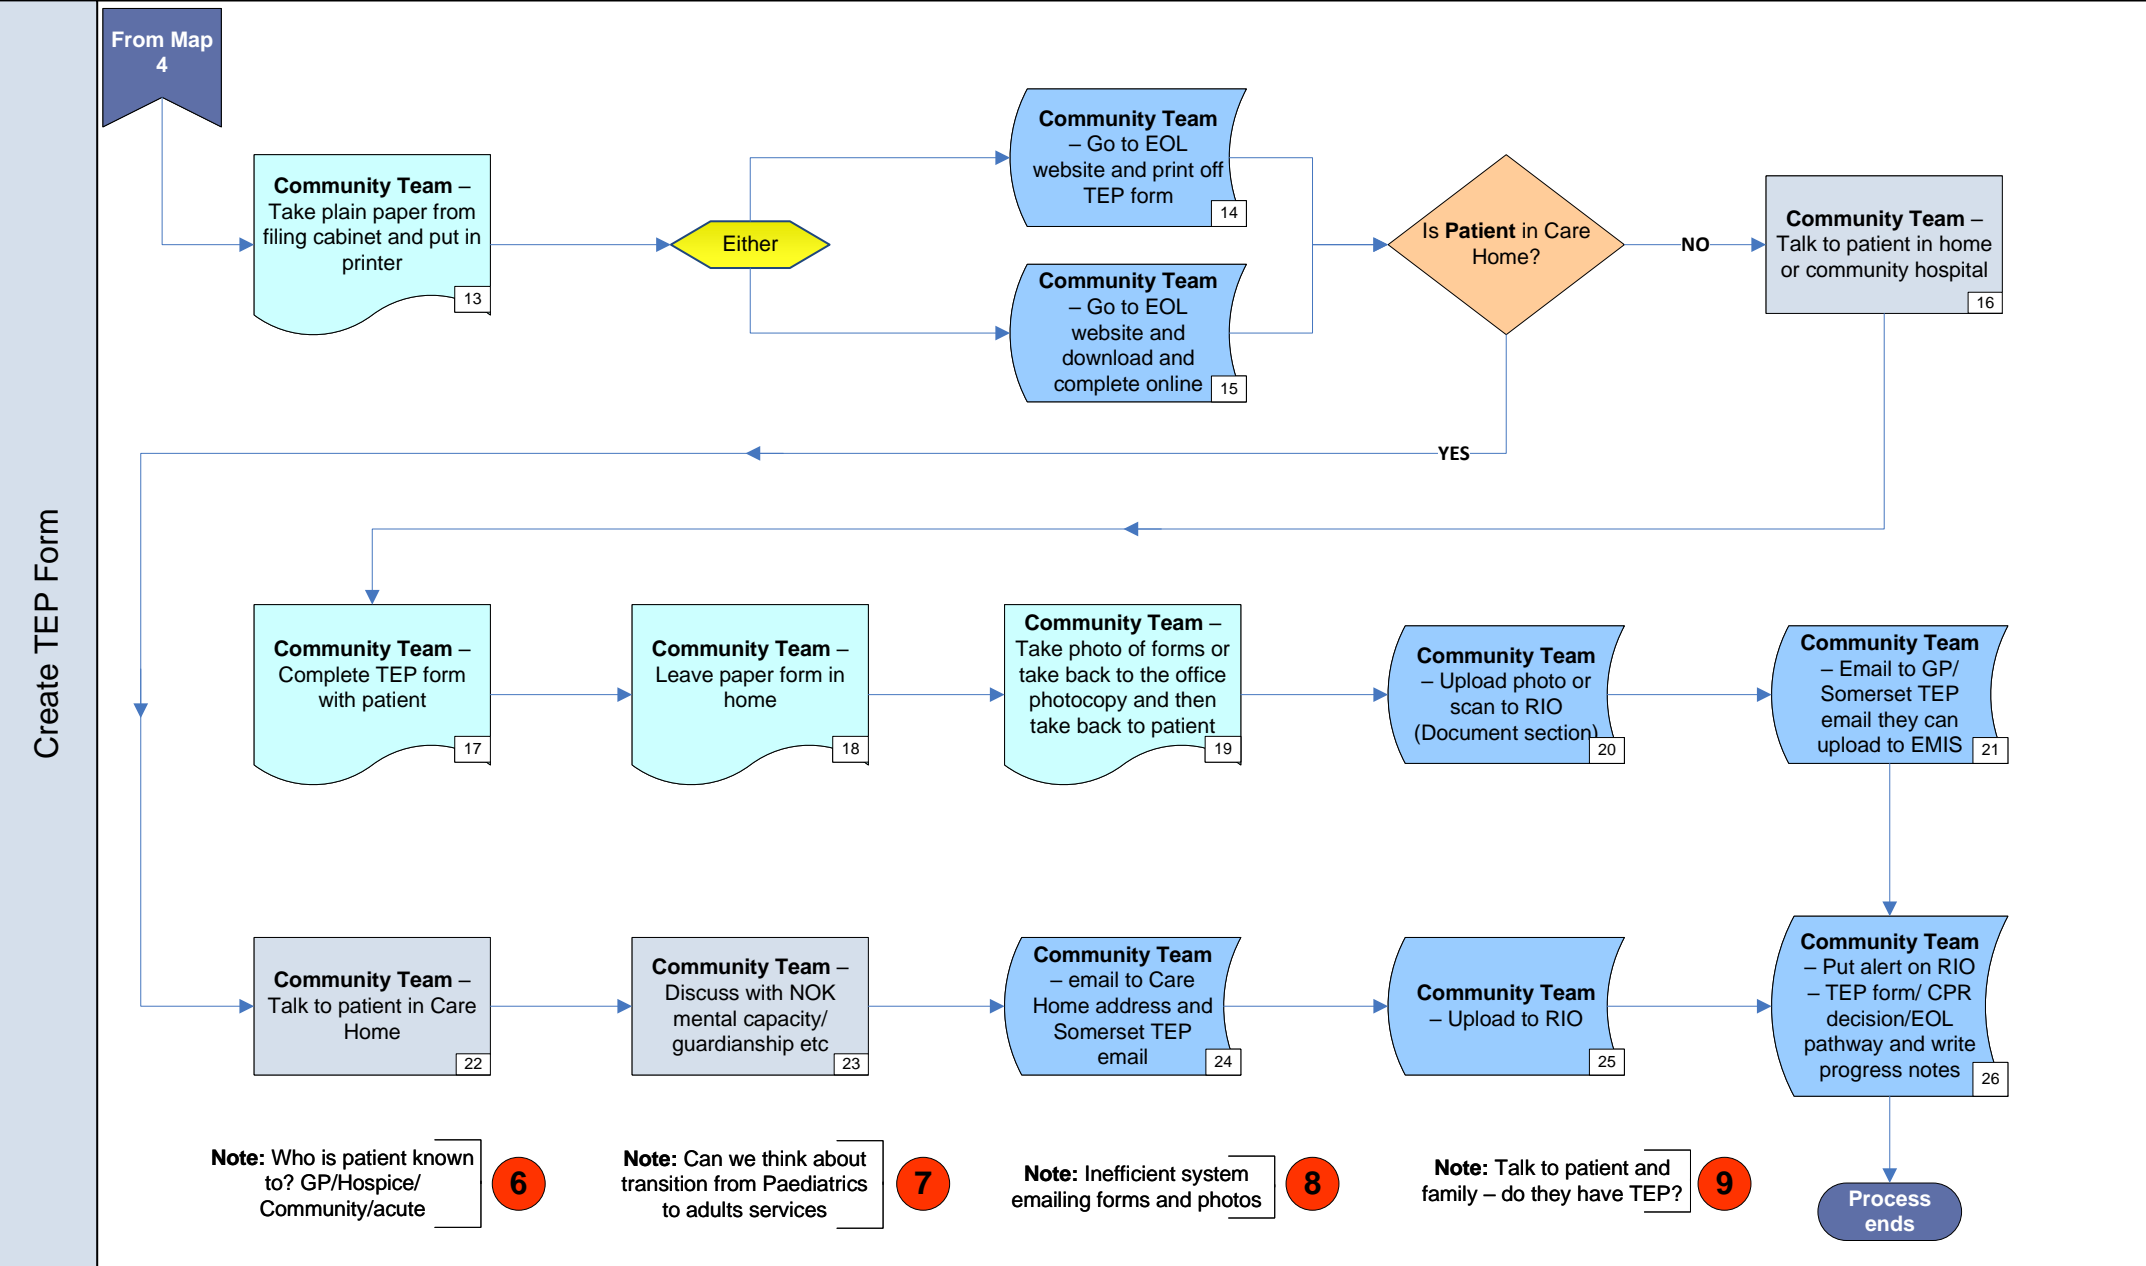 Create TEP Form
From Map
4
Community Team –
Take plain paper from
filing cabinet and put in
printer
13
Either
Community Team
– Go to EOL
website and print off
TEP form
14
Community Team
– Go to EOL
website and
download and
complete online
15
Is Patient in Care
Home?
NO
YES
Community Team –
Talk to patient in home
or community hospital
16
Community Team –
Complete TEP form
with patient
17
Community Team –
Leave paper form in
home
18
Community Team –
Take photo of forms or
take back to the office
photocopy and then
take back to patient
19
Community Team
– Upload photo or
scan to RIO
(Document section)
20
Community Team
– Email to GP/
Somerset TEP
email they can
upload to EMIS
21
Community Team –
Talk to patient in Care
Home
22
Community Team –
Discuss with NOK
mental capacity/
guardianship etc
23
Community Team
– email to Care
Home address and
Somerset TEP
email
24
Community Team
– Upload to RIO
25
Community Team
– Put alert on RIO
– TEP form/ CPR
decision/EOL
pathway and write
progress notes
26
Note: Who is patient known
to? GP/Hospice/
Community/acute
6
Note: Can we think about
transition from Paediatrics
to adults services
7
Note: Inefficient system
emailing forms and photos
8
Note: Talk to patient and
family – do they have TEP?
9
Process
ends